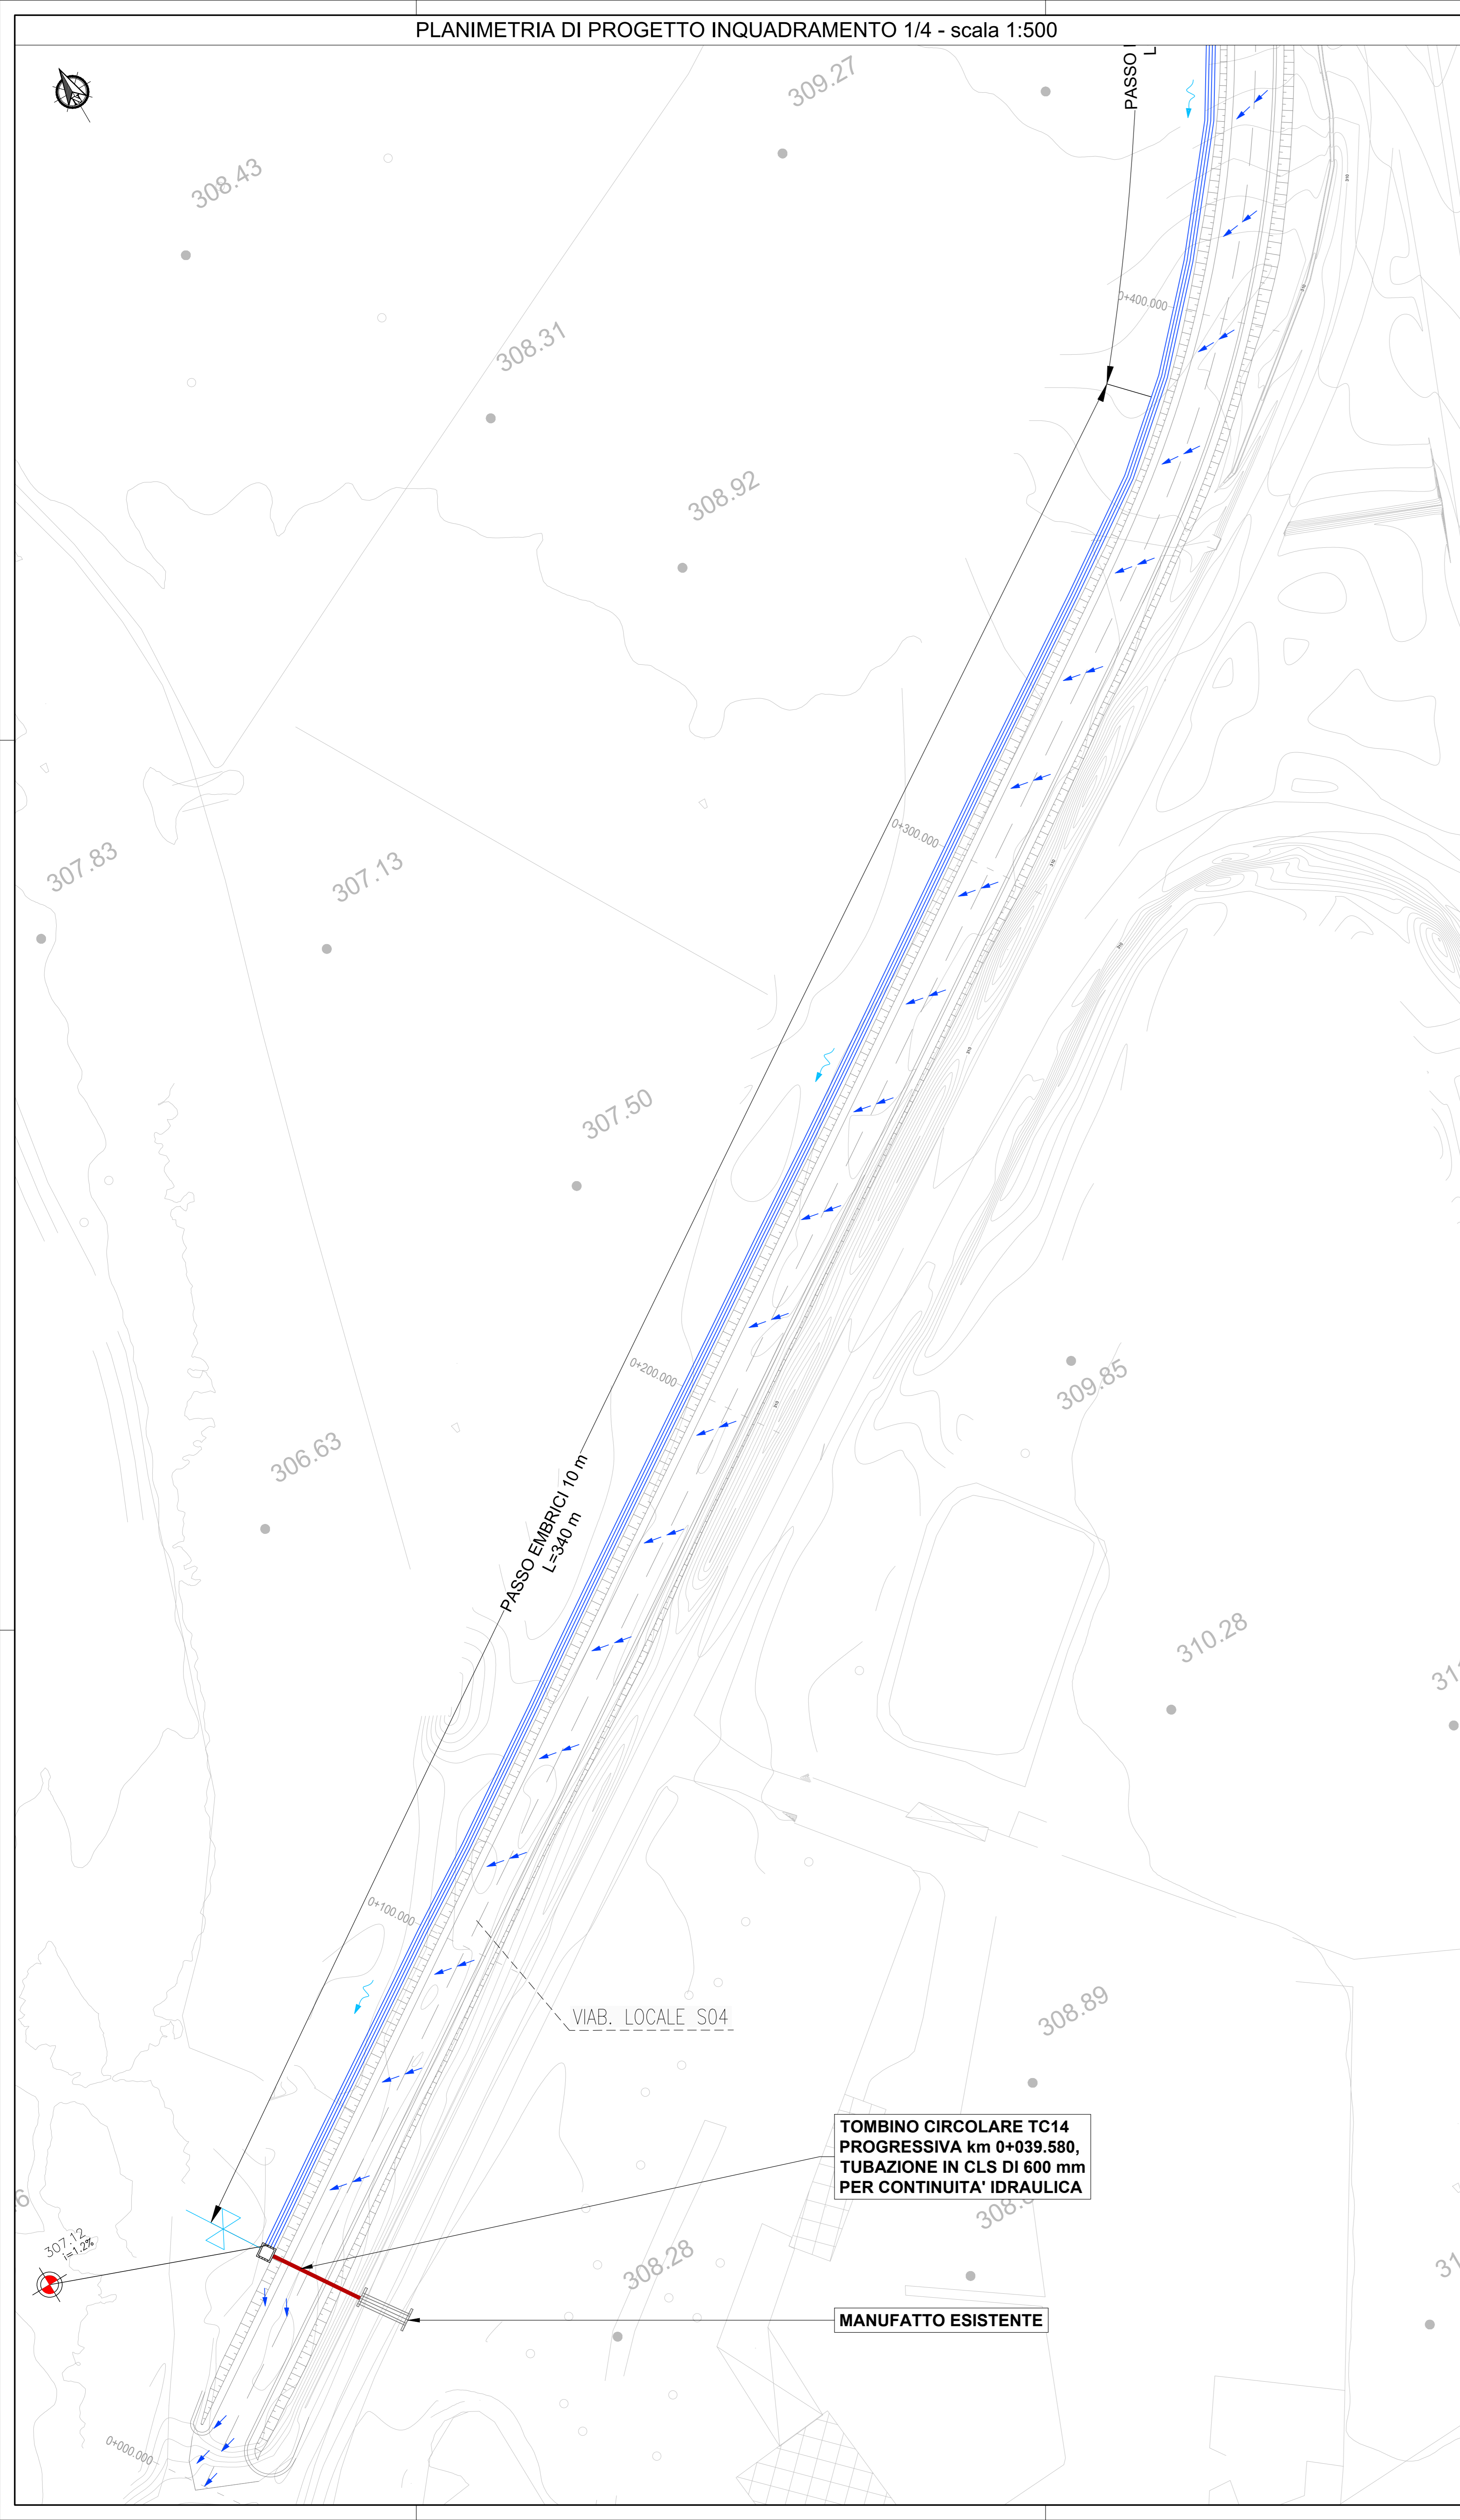 PLANIMETRIA DI PROGETTO INQUADRAMENTO 1/4 - scala 1:500
309.27
PASSO
L
308.43
0+400.000
308.31
308.92
0+300.000
307.83
307.13
307.50
0+200.000
309.85
306.63
PASSO EMBRICI 10 m
L=340 m
310.28
0+100.000
VIAB. LOCALE S04
308.89
TOMBINO CIRCOLARE TC14
PROGRESSIVA km 0+039.580,
TUBAZIONE IN CLS DI 600 mm
PER CONTINUITA' IDRAULICA
307.12
i=1.2%
308.28
MANUFATTO ESISTENTE
0+000.000